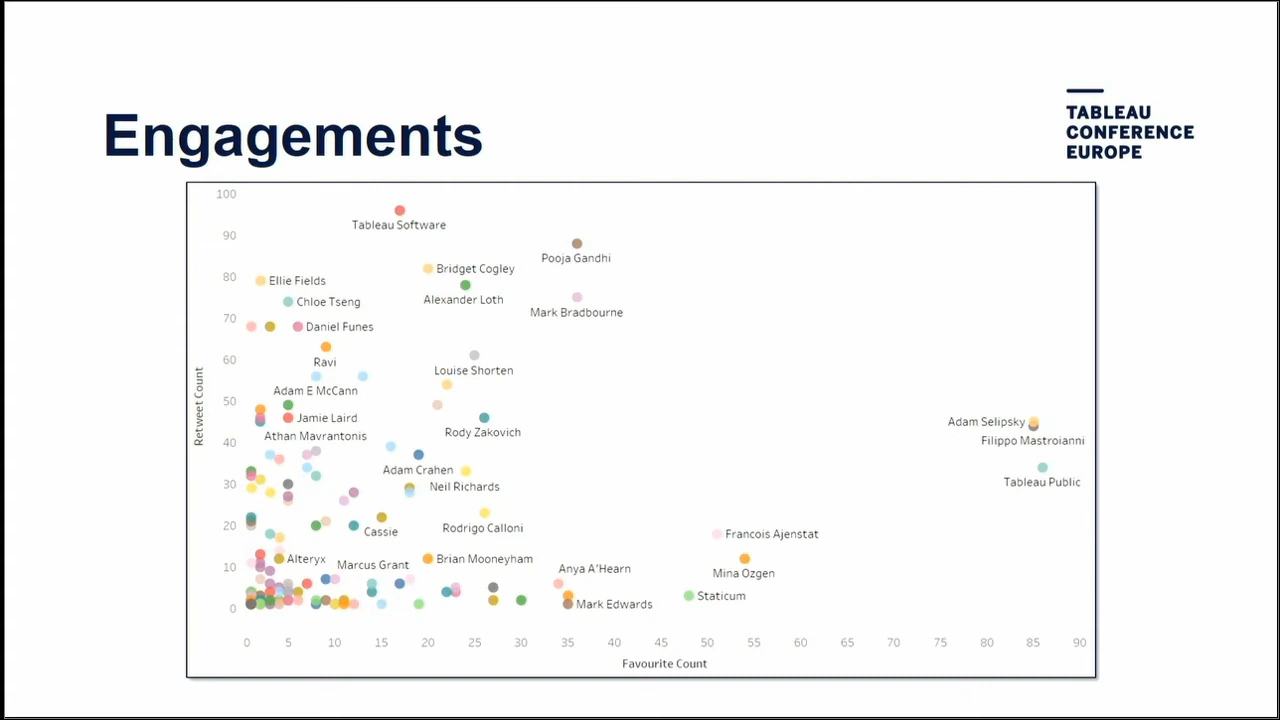 Engagements
TABLEAU
CONFERENCE
EUROPE
100
Tableau Software
90
Pooja Gandhi
Bridget Cogley
80
Ellie Fields
Alexander Loth
Chloe Tseng
Mark Bradbourne
70
Daniel Funes
Ravi
60
Louise Shorten
Adam E McCann
50
Jamie Laird
Adam Selipsky
Rody Zakovich
Athan Mavrantonis
Filippo Mastroianni
40
Adam Crahen
Tableau Public
Neil Richards
30
Rodrigo Calloni
Cassie
20
Francois Ajenstat
Alteryx
Marcus Grant
Brian Mooneyham
Anya A'Hearn
Mina Ozgen
10
Staticum
Mark Edwards
0
Retweet Count
0 5 10 15 20 25 30 35 40 45 50 55 60 65 70 75 80 85 90
Favourite Count